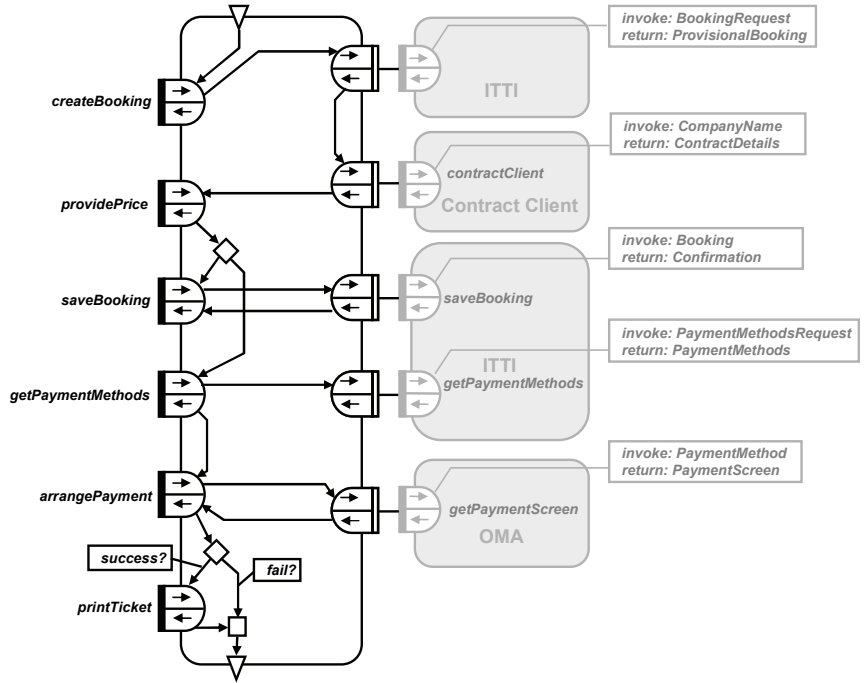 invoke: BookingRequest
return: ProvisionalBooking
ITTI
createBooking
invoke: CompanyName
return: ContractDetails
contractClient
Contract Client
providePrice
invoke: Booking
return: Confirmation
saveBooking
saveBooking
invoke: PaymentMethodsRequest
return: PaymentMethods
ITTI
getPaymentMethods
getPaymentMethods
invoke: PaymentMethod
return: PaymentScreen
arrangePayment
getPaymentScreen
OMA
success?
fail?
printTicket